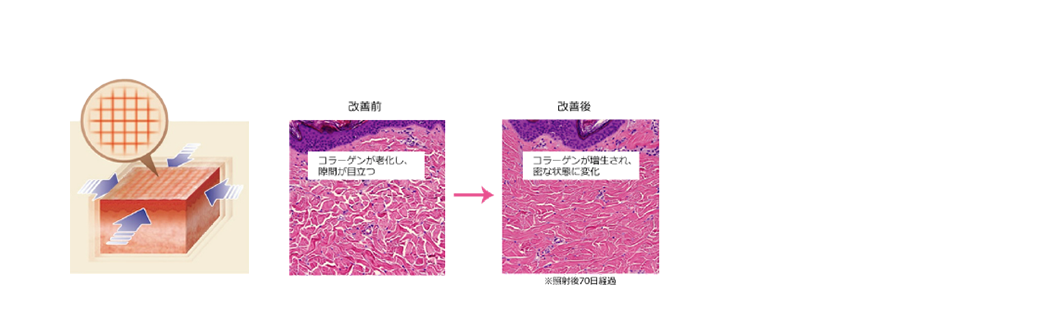 改善前
改善後
コラーゲンが老化し、
隙間が目立つ
コラーゲンが増生され、
密な状態に変化
※照射後70日経過